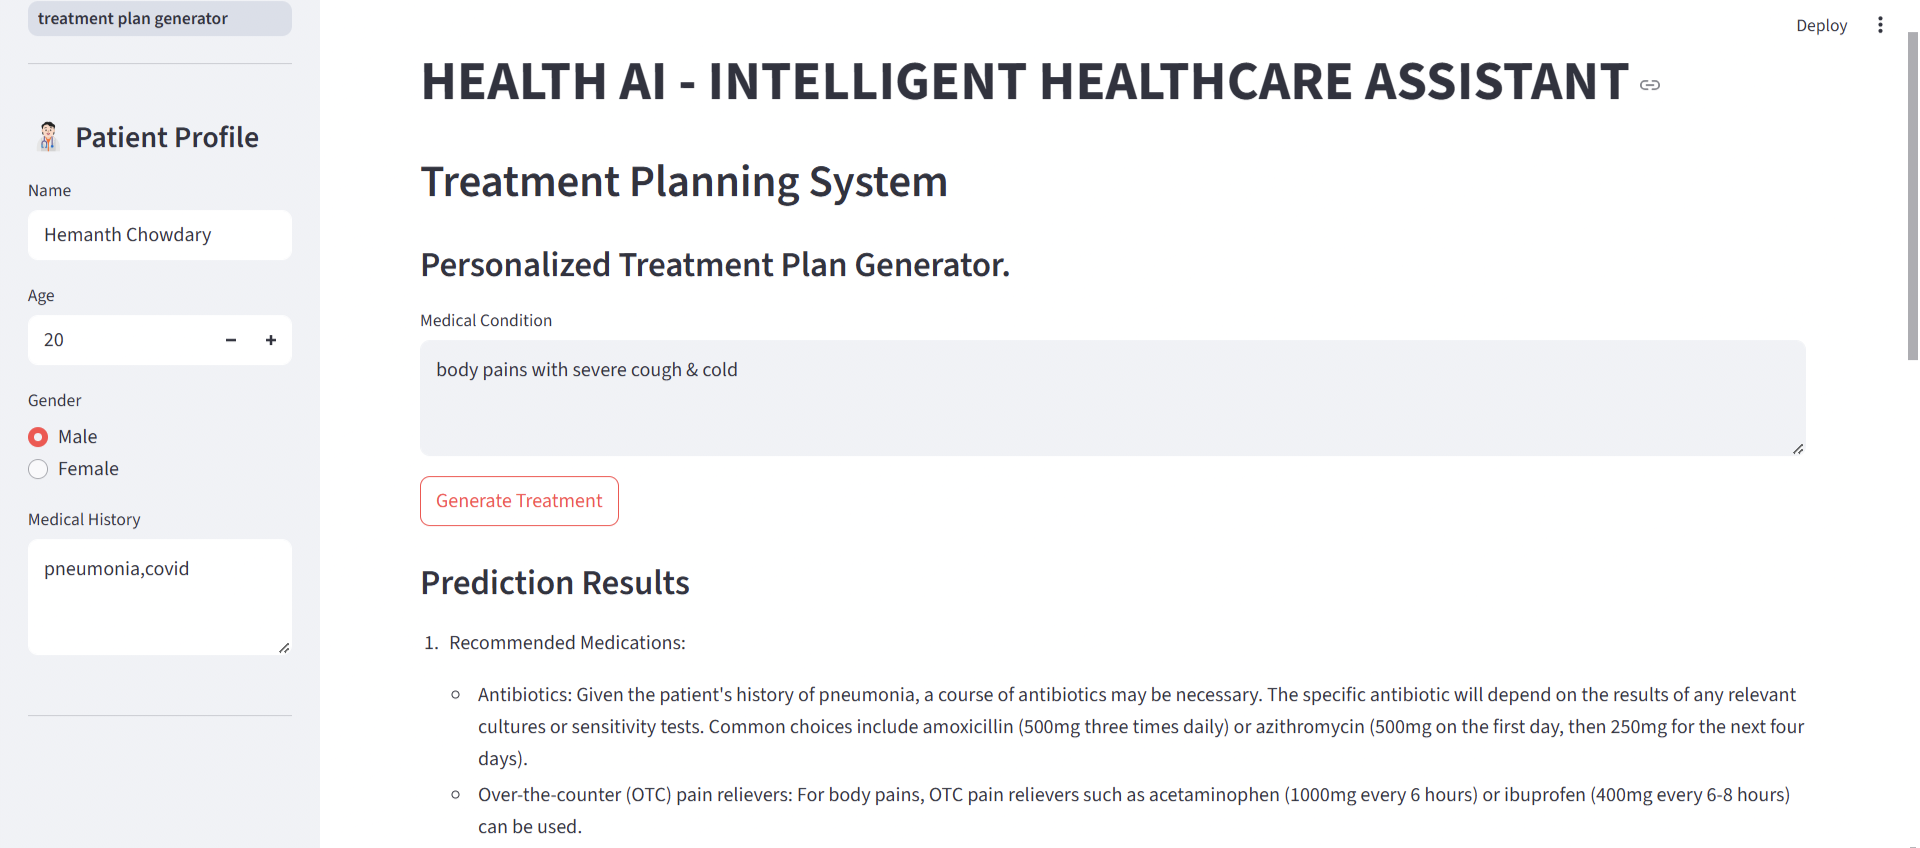 treatment plan generator
Patient Profile
Name
Hemanth Chowdary
Age
20
Gender
Male
Female
Medical History
pneumonia,covid
Deploy
HEALTH AI - INTELLIGENT HEALTHCARE ASSISTANT
Treatment Planning System
Personalized Treatment Plan Generator.
Medical Condition
body pains with severe cough & cold
Generate Treatment
Prediction Results
1. Recommended Medications:
Antibiotics: Given the patient's history of pneumonia, a course of antibiotics may be necessary. The specific antibiotic will depend on the results of any relevant
cultures or sensitivity tests. Common choices include amoxicillin (500mg three times daily) or azithromycin (500mg on the first day, then 250mg for the next four
days).
Over-the-counter (OTC) pain relievers: For body pains, OTC pain relievers such as acetaminophen (1000mg every 6 hours) or ibuprofen (400mg every 6-8 hours)
can be used.